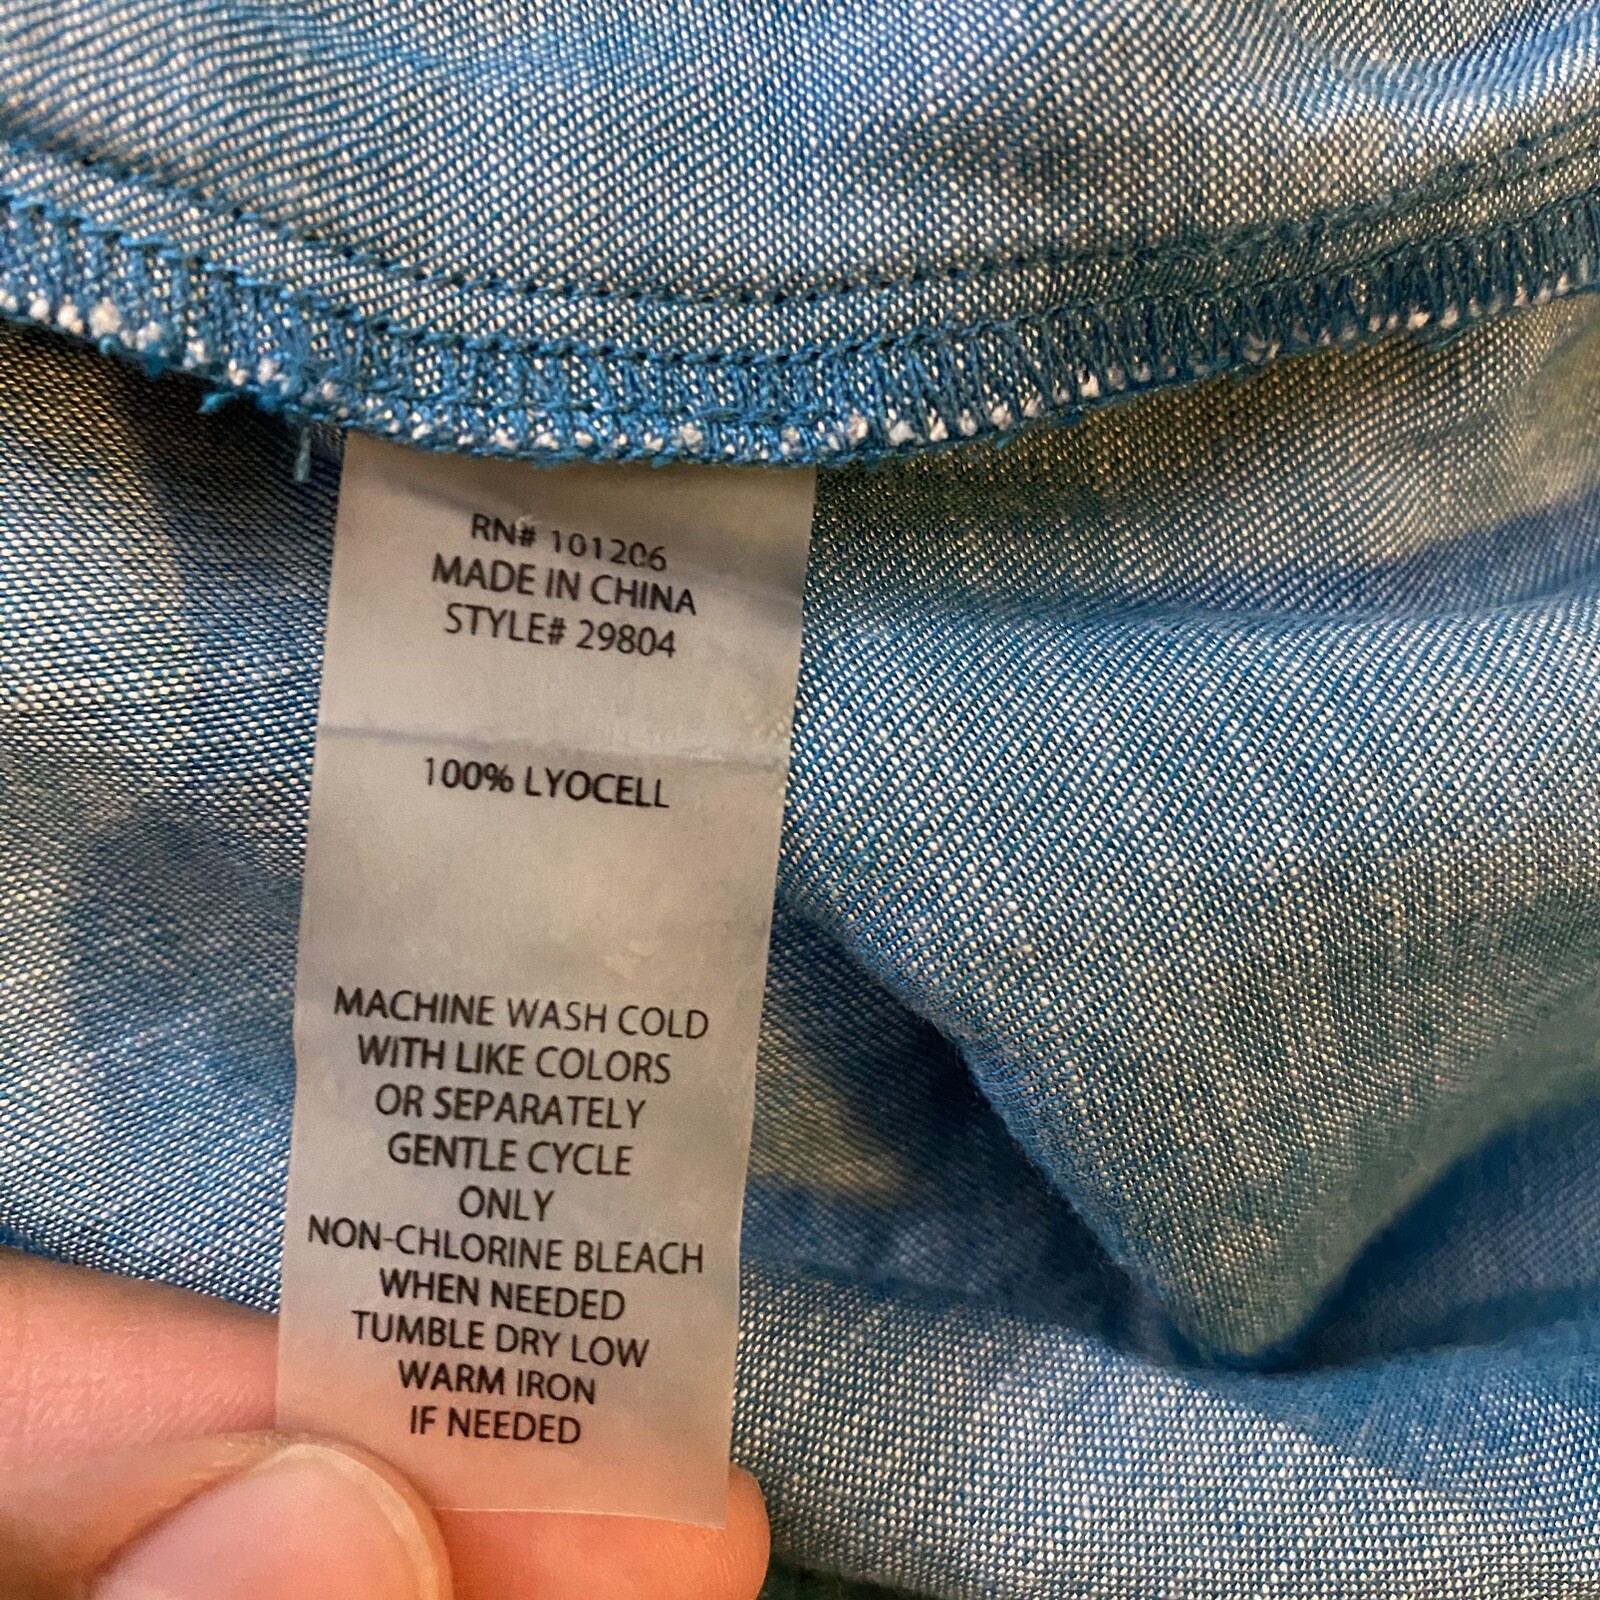 RN# 101206
MADE IN CHINA
STYLE# 29804
100% LYOCELL
MACHINE WASH COLD
WITH LIKE COLORS
OR SEPARATELY
GENTLE CYCLE
ONLY
NON-CHLORINE BLEACH
WHEN NEEDED
TUMBLE DRY LOW
WARM IRON
IF NEEDED